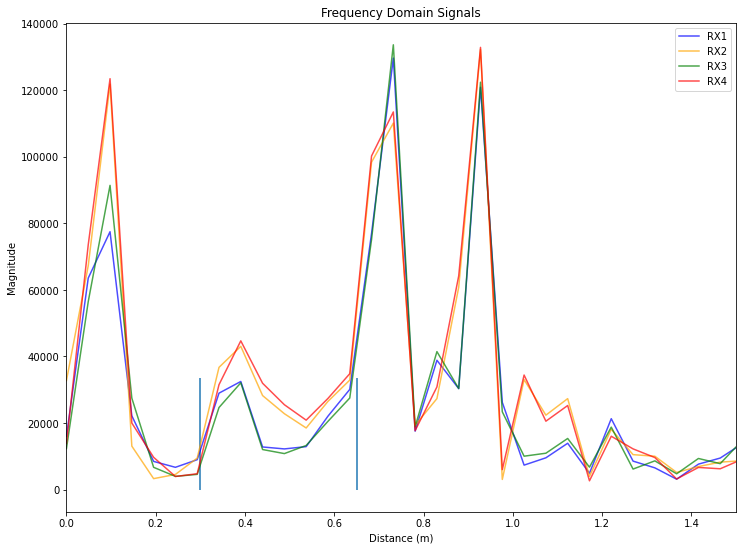 Frequency Domain Signals
RX1
RX2
RX3
RX4
Magnitude
140000
120000
100000
80000
60000
40000
20000
0
0.0 0.2 0.4 0.6 0.8 1.0 1.2 1.4
Distance (m)